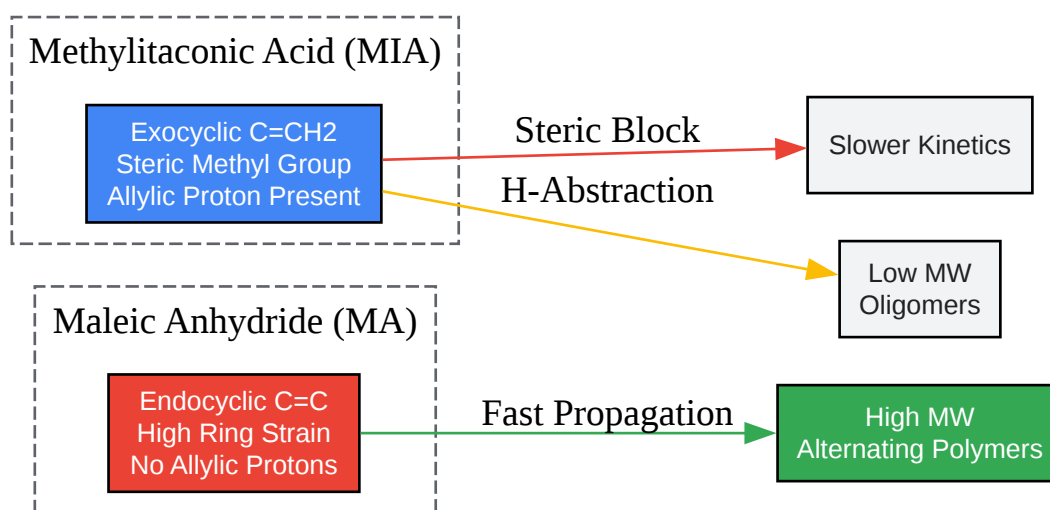 Methylitaconic Acid (MIA)
Exocyclic C=CH2
Steric Methyl Group
Allylic Proton Present
Steric Block
H-Abstraction
Slower Kinetics
Low MW
Oligomers
Maleic Anhydride (MA)
Endocyclic C=C
High Ring Strain
No Allylic Protons
Fast Propagation
High MW
Alternating Polymers